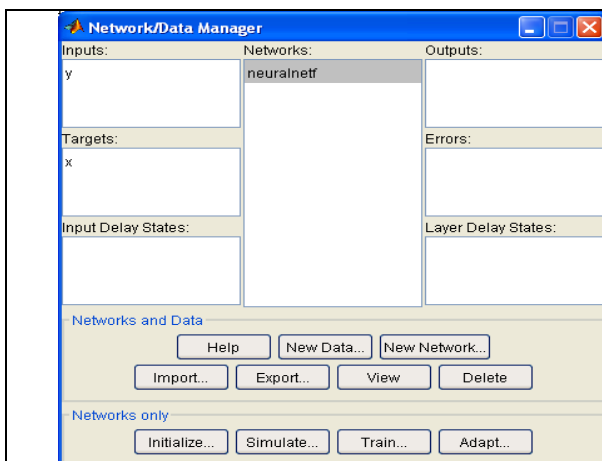 Network/Data Manager
Inputs: Networks: Outputs:
y neuralnetf
Targets: Errors:
x
Input Delay States: Layer Delay States:
Networks and Data
Help New Data... New Network...
Import... Export... View Delete
Networks only
Initialize... Simulate... Train... Adapt...